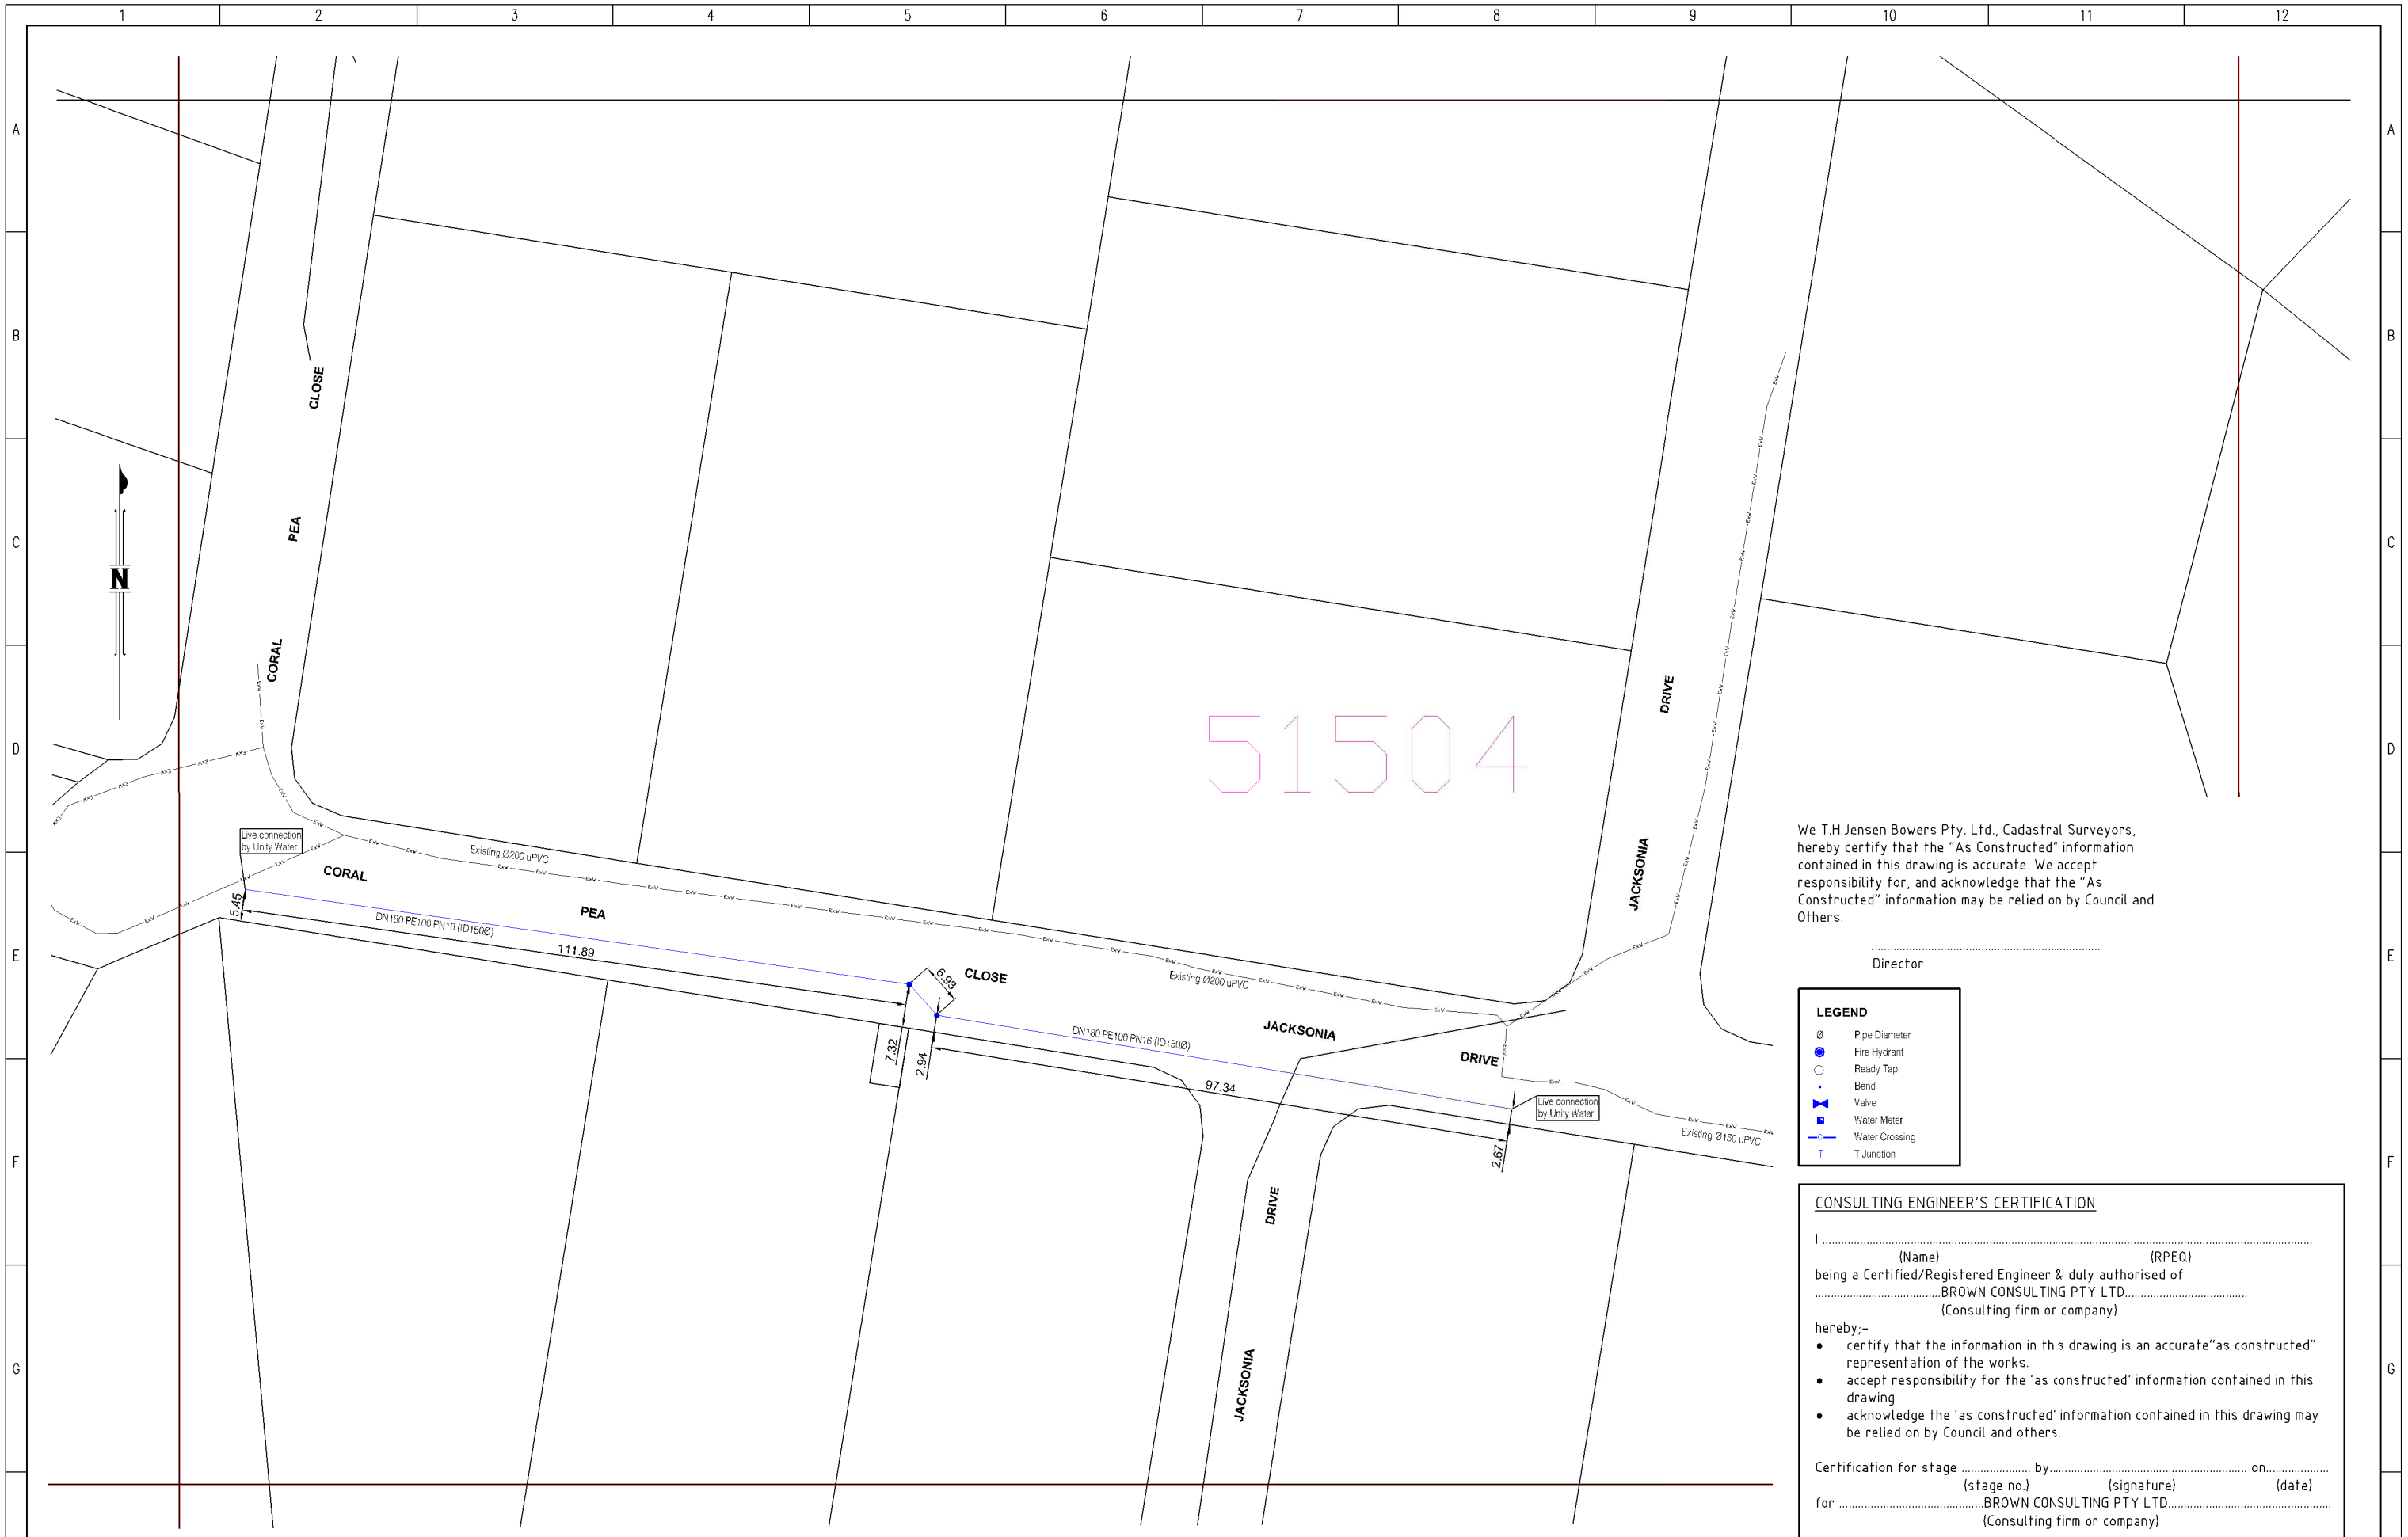 1 2 3 4 5 6 7 8 9 10 11 12
A
A
B
B
C
C
D
D
E
E
F
F
G
G
CLOSE
PEA
CORAL
N
DRIVE
JACKSONIA
51504
Live connection
by Unity Water
Existing Ø200 uPVC
CORAL
PEA
CLOSE
5.45
DN180 PE100 PN16 (ID150Ø)
111.89
6.93
7.32
2.94
Existing Ø200 uPVC
JACKSONIA
DRIVE
DN180 PE100 PN16 (ID150Ø)
97.34
Live connection
by Unity Water
2.67
Existing Ø150 uPVC
DRIVE
JACKSONIA
ExW
We T.H.Jensen Bowers Pty. Ltd., Cadastral Surveyors,
hereby certify that the "As Constructed" information
contained in this drawing is accurate. We accept
responsibility for, and acknowledge that the "As
Constructed" information may be relied on by Council and
Others.
Director
LEGEND
Ø Pipe Diameter
Fire Hydrant
Ready Tap
Bend
Valve
Water Meter
C Water Crossing
T T Junction
CONSULTING ENGINEER'S CERTIFICATION
I ..........
(Name) (RPEQ)
being a Certified/Registered Engineer & duly authorised of
..........BROWN CONSULTING PTY LTD..........
(Consulting firm or company)
hereby;-
• certify that the information in this drawing is an accurate"as constructed"
representation of the works.
• accept responsibility for the 'as constructed' information contained in this
drawing
• acknowledge the 'as constructed' information contained in this drawing may
be relied on by Council and others.
Certification for stage .......... by.......... on..........
(stage no.) (signature) (date)
for ..........BROWN CONSULTING PTY LTD..........
(Consulting firm or company)